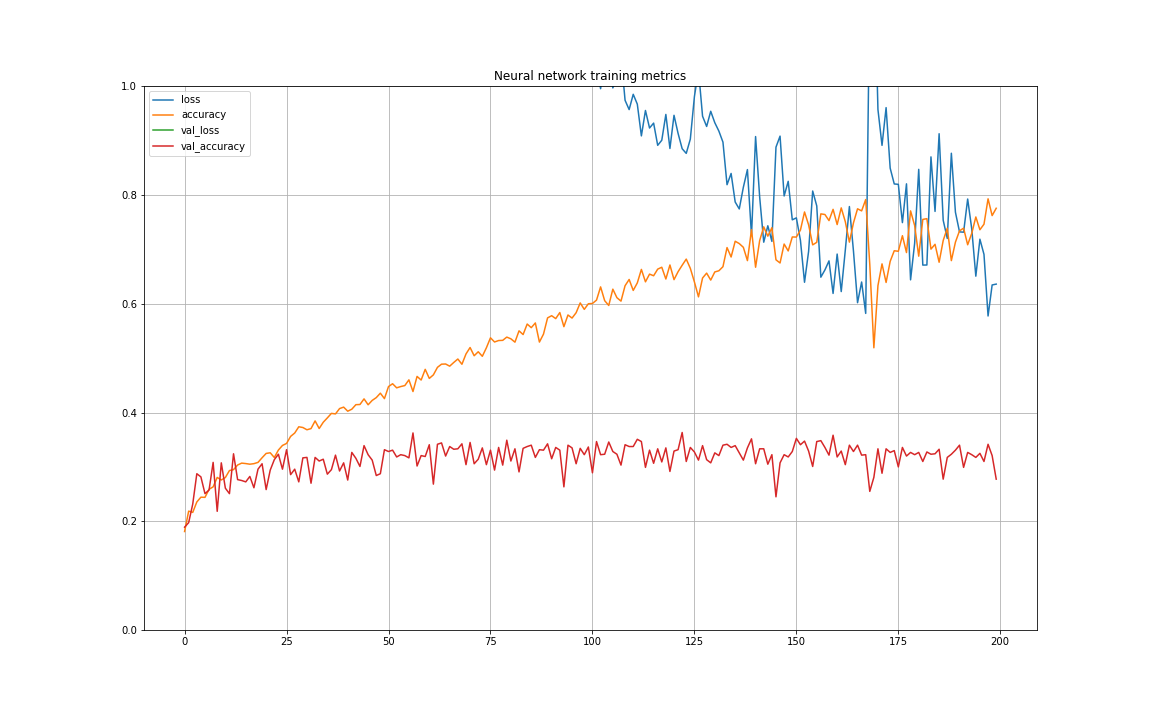 Neural network training metrics
1.0
loss
accuracy
val_loss
val_accuracy
0.8
0.6
0.4
0.2
0.0
0 25 50 75 100 125 150 175 200